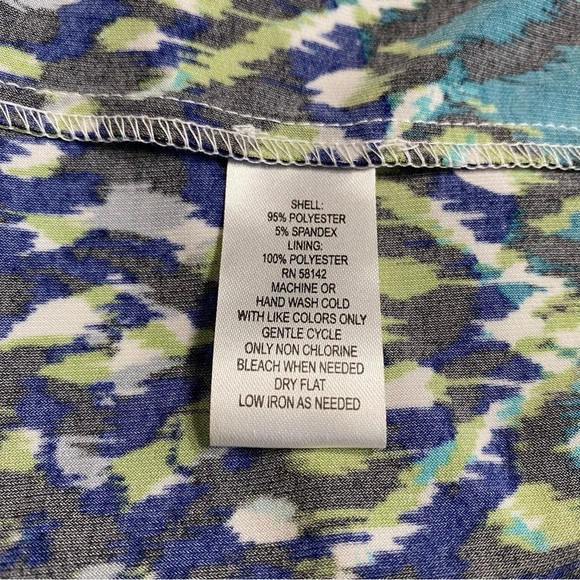 SHELL:
95% POLYESTER
5% SPANDEX
LINING:
100% POLYESTER
RN 58142
MACHINE OR
HAND WASH COLD
WITH LIKE COLORS ONLY
GENTLE CYCLE
ONLY NON CHLORINE
BLEACH WHEN NEEDED
DRY FLAT
LOW IRON AS NEEDED